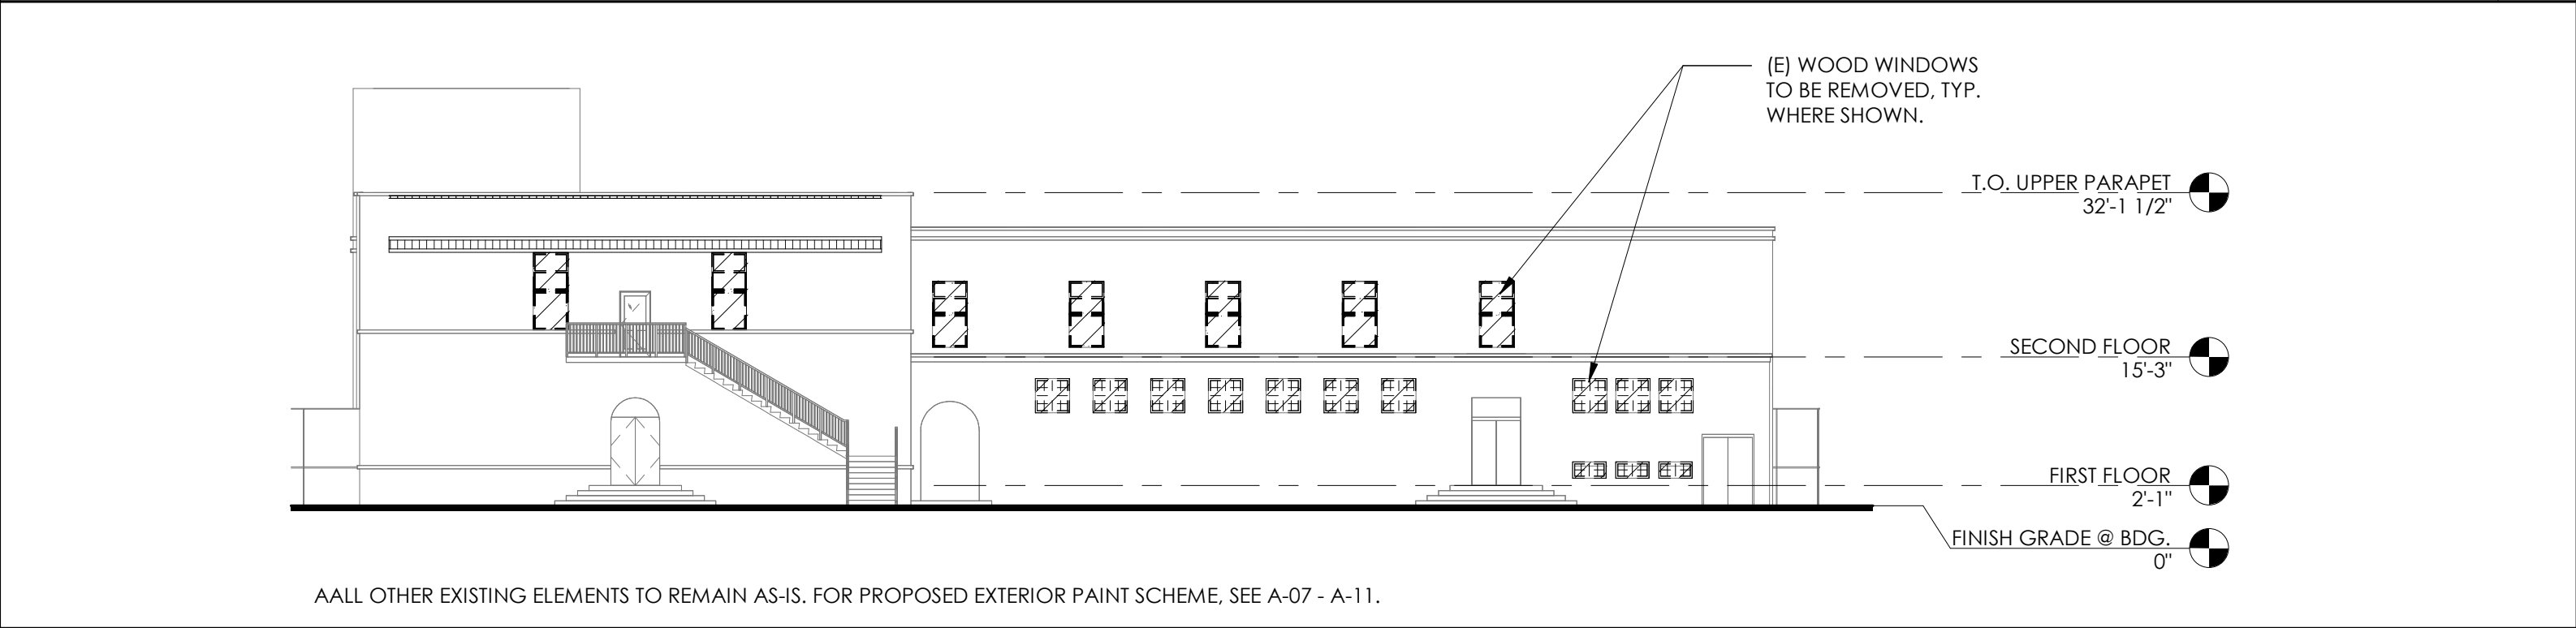 (E) WOOD WINDOWS
TO BE REMOVED, TYP.
WHERE SHOWN.
T.O. UPPER PARAPET
32'-1 1/2"
SECOND FLOOR
15'-3"
FIRST FLOOR
2'-1"
FINISH GRADE @ BDG.
0"
AALL OTHER EXISTING ELEMENTS TO REMAIN AS-IS. FOR PROPOSED EXTERIOR PAINT SCHEME, SEE A-07 - A-11.